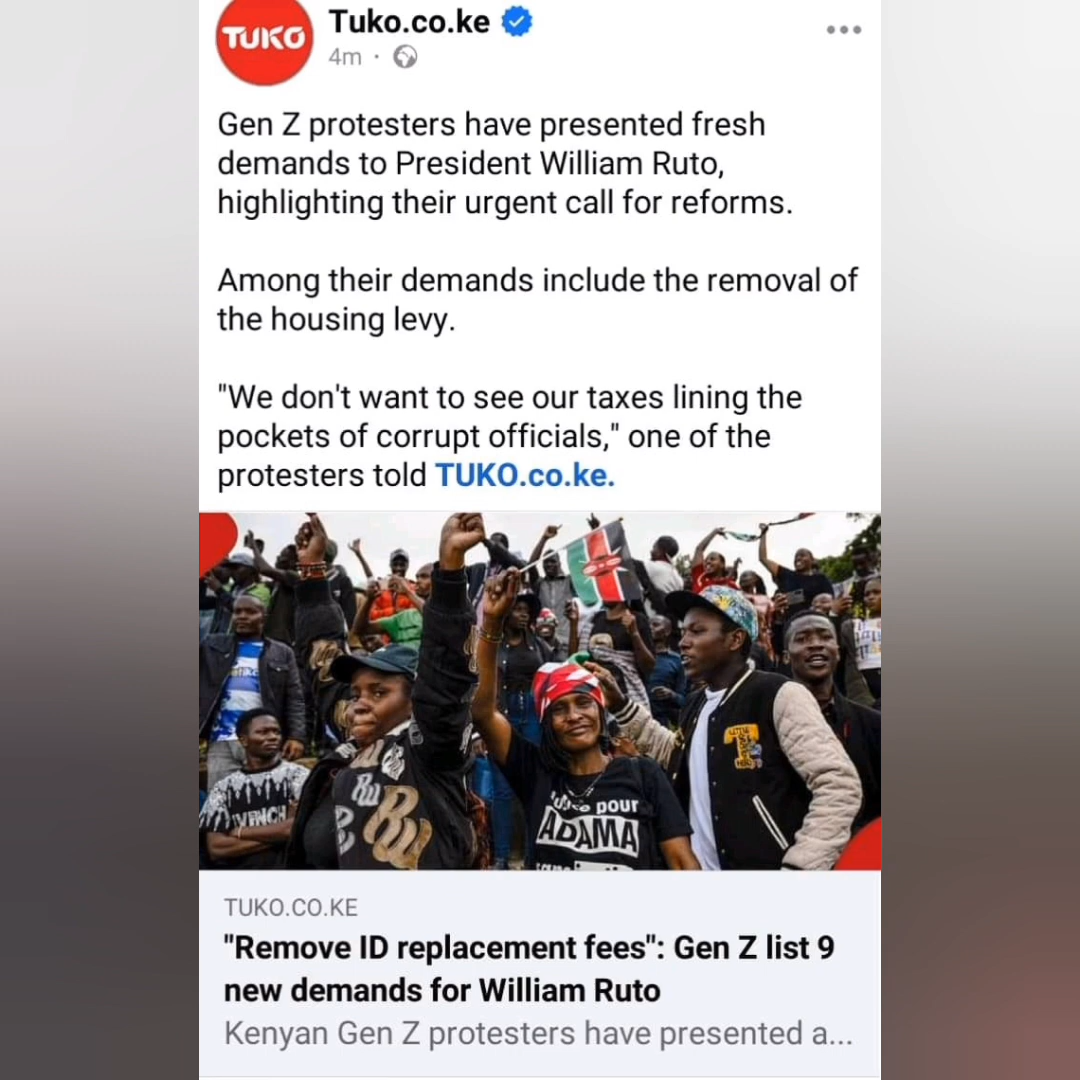 TUKO
Tuko.co.ke
4m ·
Gen Z protesters have presented fresh
demands to President William Ruto,
highlighting their urgent call for reforms.
Among their demands include the removal of
the housing levy.
"We don't want to see our taxes lining the
pockets of corrupt officials," one of the
protesters told TUKO.co.ke.
pour
ADAMA
TUKO.CO.KE
"Remove ID replacement fees": Gen Z list 9
new demands for William Ruto
Kenyan Gen Z protesters have presented a...